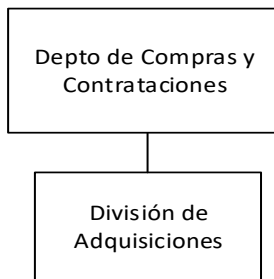 Depto de Compras y
Contrataciones
División de
Adquisiciones